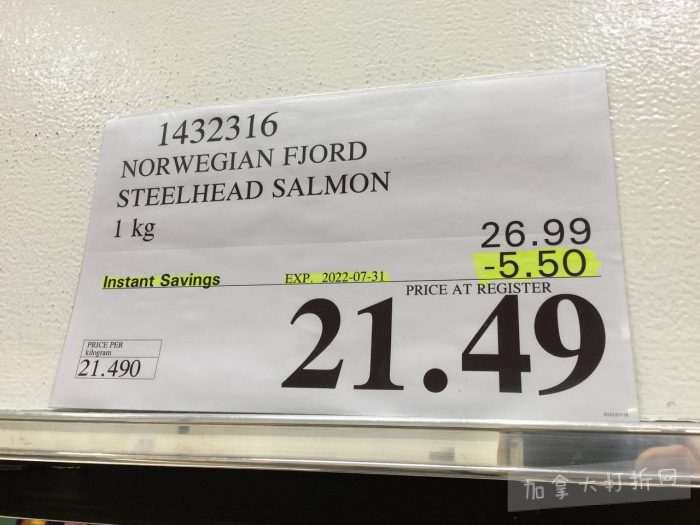 1432316
NORWEGIAN FJORD
STEELHEAD SALMON
1 kg
26.99
Instant Savings EXP. 2022-07-31 -5.50
PRICE AT REGISTER
21.49
PRICE PER
kilogram
21.490
加拿大打折网